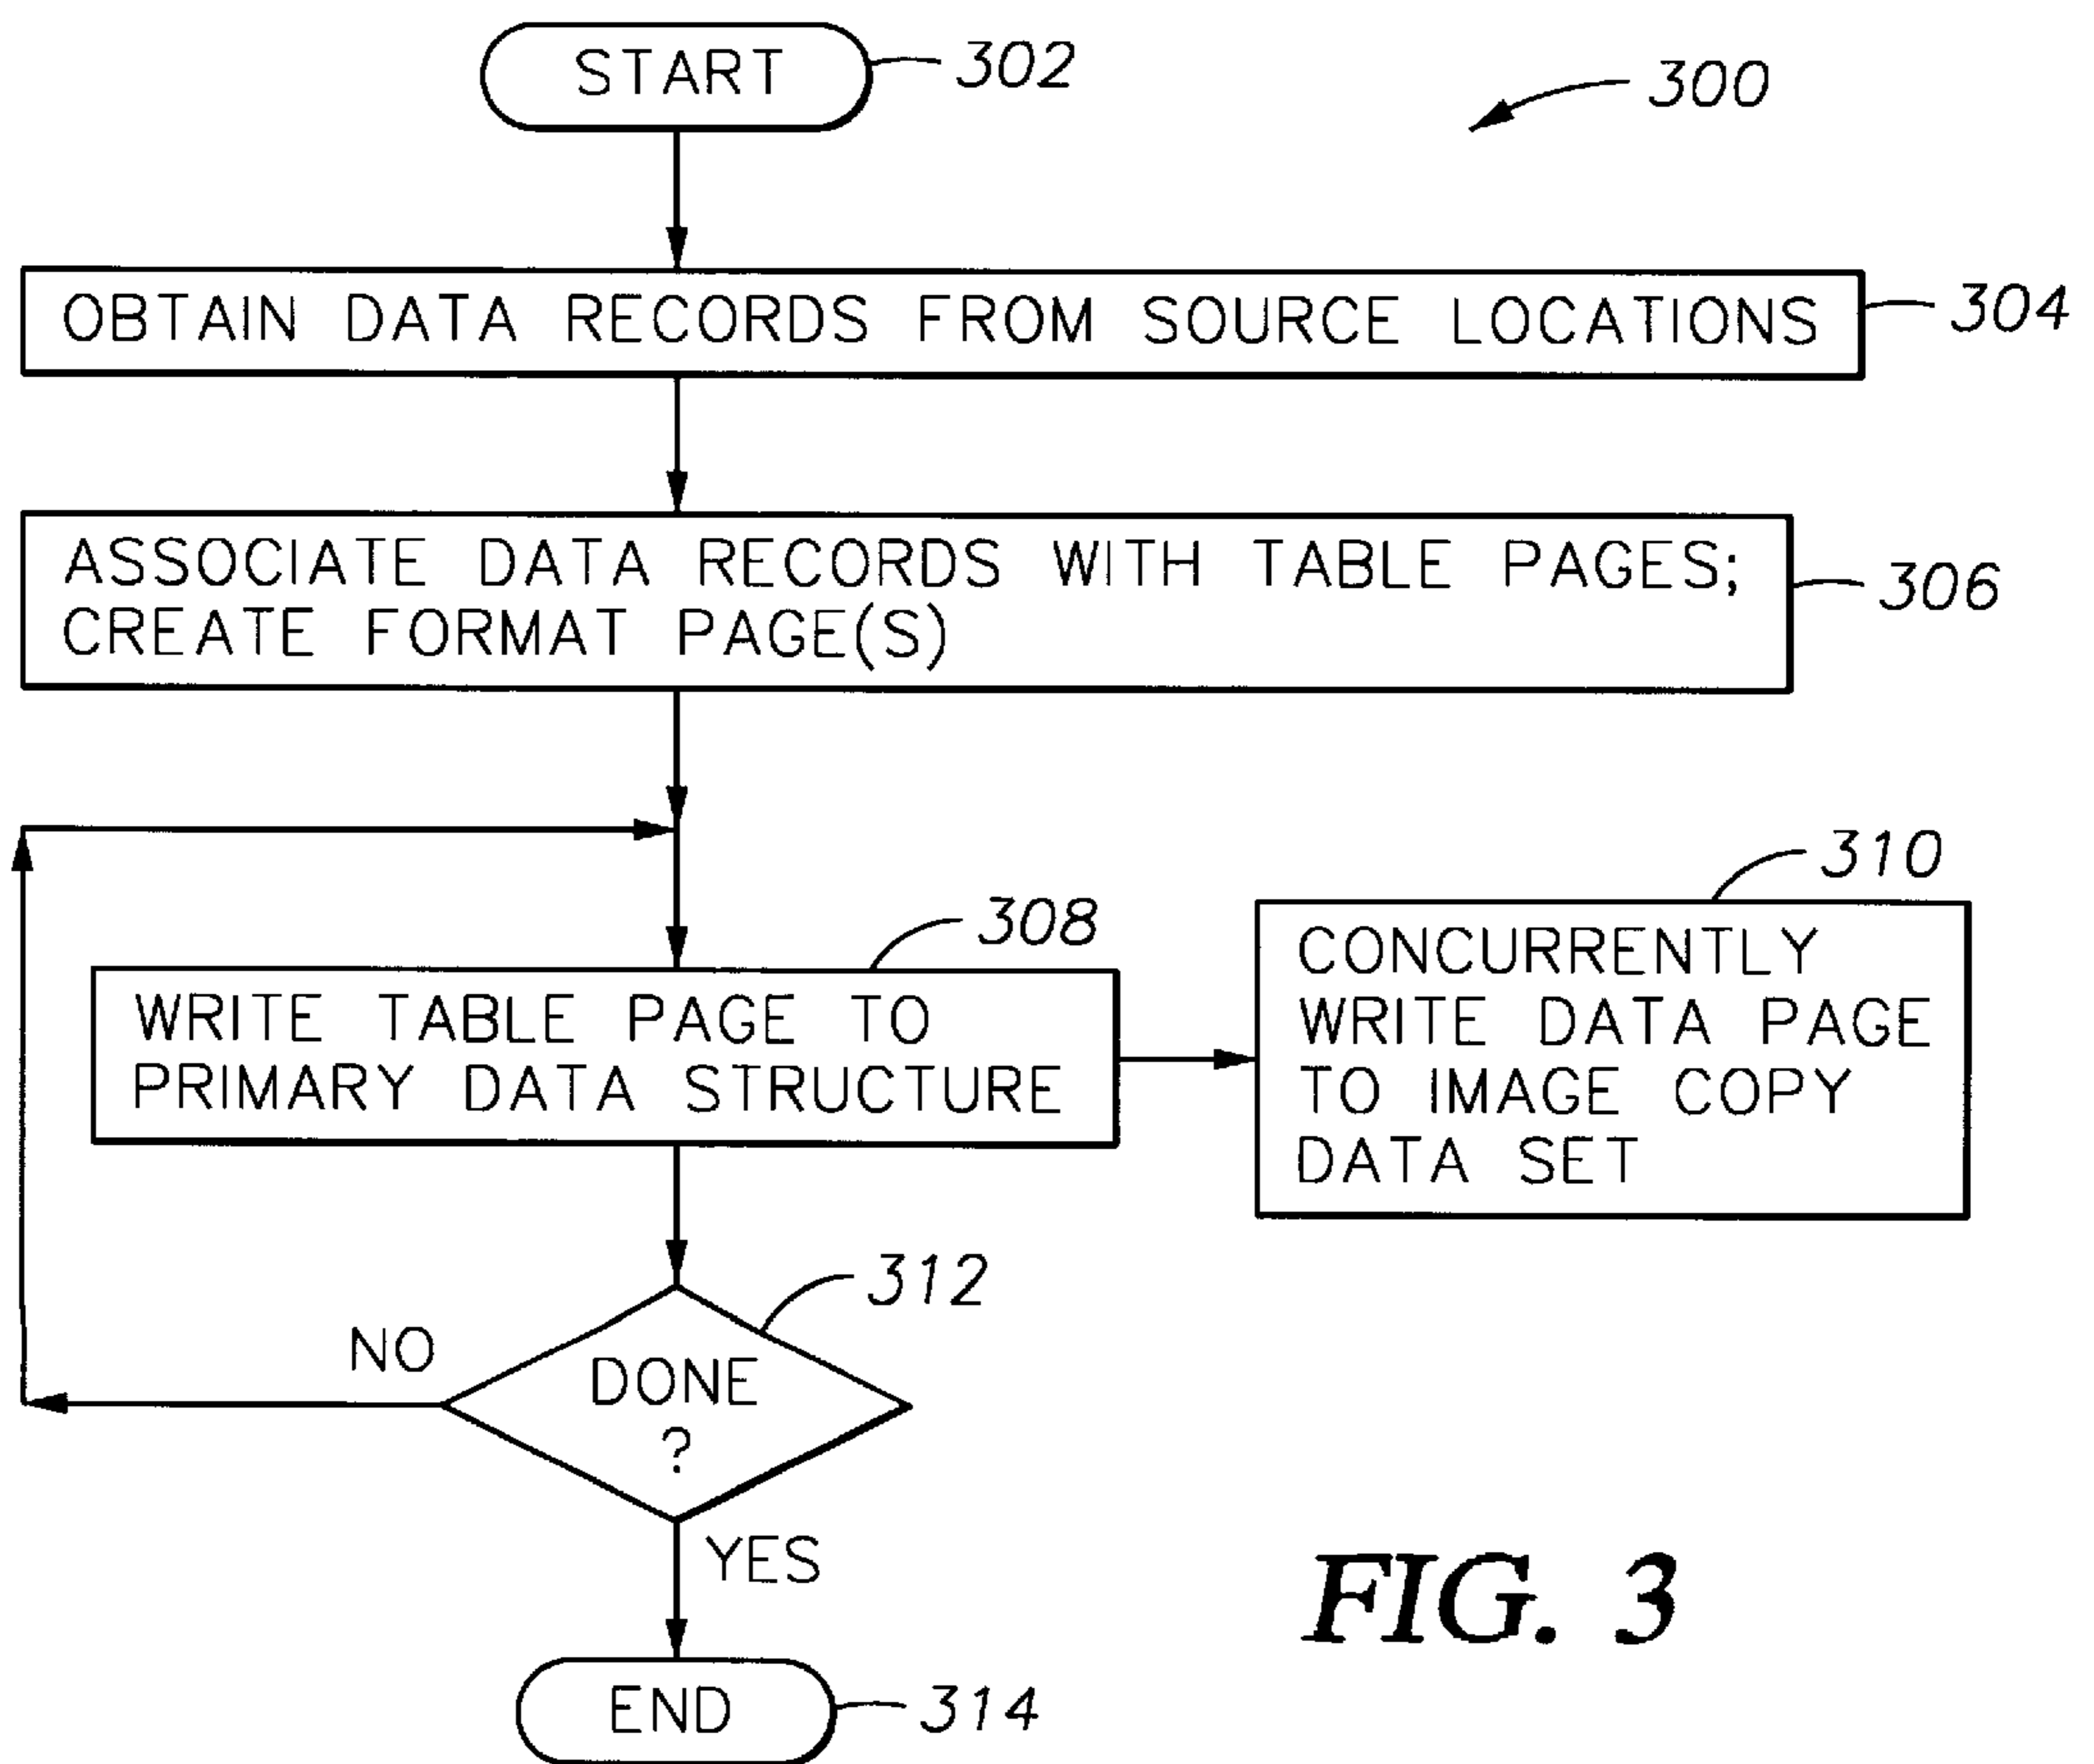 START
302
300
OBTAIN DATA RECORDS FROM SOURCE LOCATIONS
304
ASSOCIATE DATA RECORDS WITH TABLE PAGES;
CREATE FORMAT PAGE(S)
306
308
WRITE TABLE PAGE TO
PRIMARY DATA STRUCTURE
310
CONCURRENTLY
WRITE DATA PAGE
TO IMAGE COPY
DATA SET
312
DONE
?
NO
YES
END
314
FIG. 3